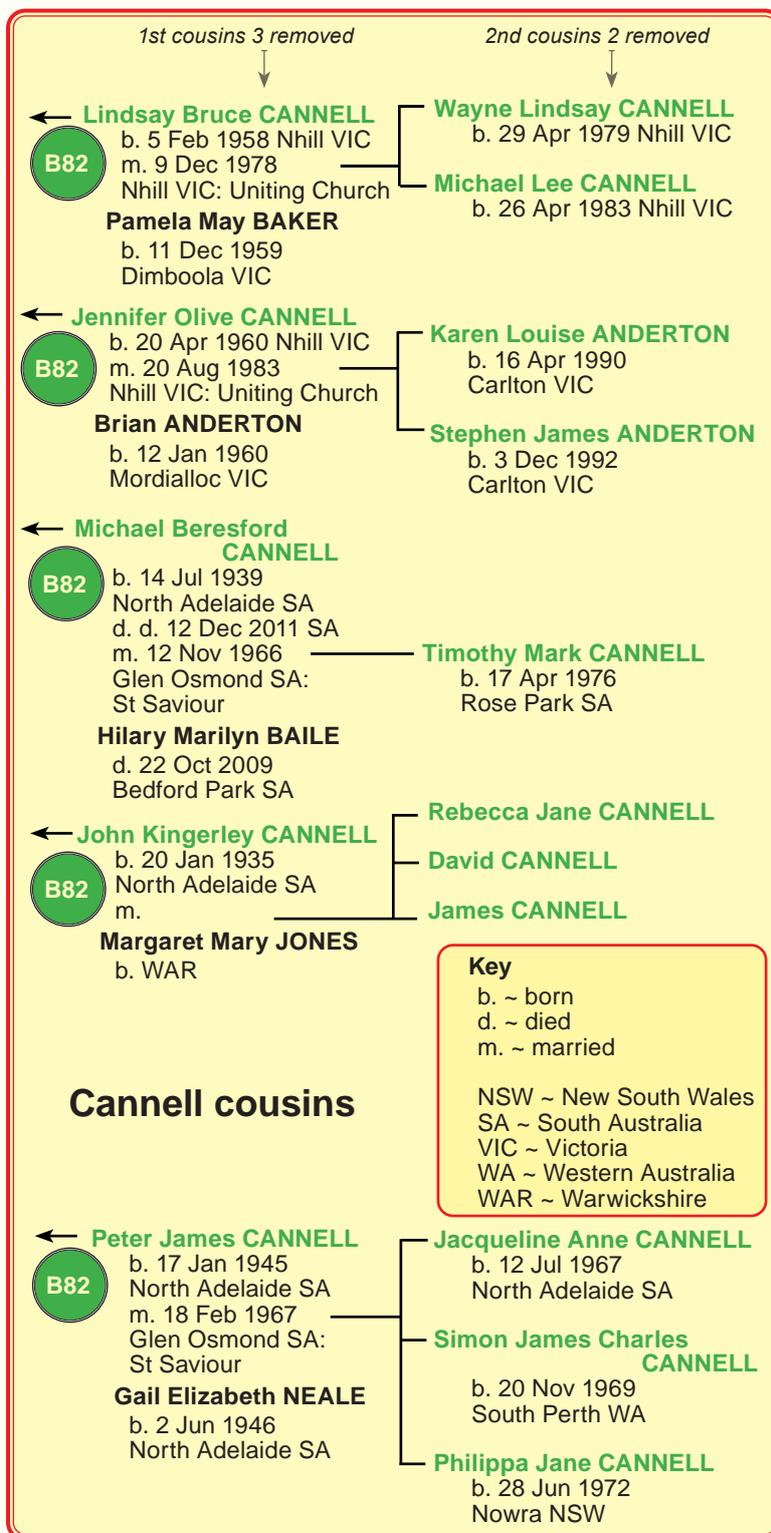 1st cousins 3 removed
2nd cousins 2 removed
Lindsay Bruce CANNELL
B82
b. 5 Feb 1958 Nhill VIC
m. 9 Dec 1978
Nhill VIC: Uniting Church
Pamela May BAKER
b. 11 Dec 1959
Dimboola VIC
Wayne Lindsay CANNELL
b. 29 Apr 1979 Nhill VIC
Michael Lee CANNELL
b. 26 Apr 1983 Nhill VIC
Jennifer Olive CANNELL
B82
b. 20 Apr 1960 Nhill VIC
m. 20 Aug 1983
Nhill VIC: Uniting Church
Brian ANDERTON
b. 12 Jan 1960
Mordialloc VIC
Karen Louise ANDERTON
b. 16 Apr 1990
Carlton VIC
Stephen James ANDERTON
b. 3 Dec 1992
Carlton VIC
Michael Beresford
CANNELL
B82
b. 14 Jul 1939
North Adelaide SA
d. d. 12 Dec 2011 SA
m. 12 Nov 1966
Glen Osmond SA:
St Saviour
Hilary Marilyn BAILE
d. 22 Oct 2009
Bedford Park SA
Timothy Mark CANNELL
b. 17 Apr 1976
Rose Park SA
John Kingerley CANNELL
B82
b. 20 Jan 1935
North Adelaide SA
m.
Margaret Mary JONES
b. WAR
Rebecca Jane CANNELL
David CANNELL
James CANNELL
Key
b. ~ born
d. ~ died
m. ~ married
NSW ~ New South Wales
SA ~ South Australia
VIC ~ Victoria
WA ~ Western Australia
WAR ~ Warwickshire
Cannell cousins
Peter James CANNELL
B82
b. 17 Jan 1945
North Adelaide SA
m. 18 Feb 1967
Glen Osmond SA:
St Saviour
Gail Elizabeth NEALE
b. 2 Jun 1946
North Adelaide SA
Jacqueline Anne CANNELL
b. 12 Jul 1967
North Adelaide SA
Simon James Charles
CANNELL
b. 20 Nov 1969
South Perth WA
Philippa Jane CANNELL
b. 28 Jun 1972
Nowra NSW